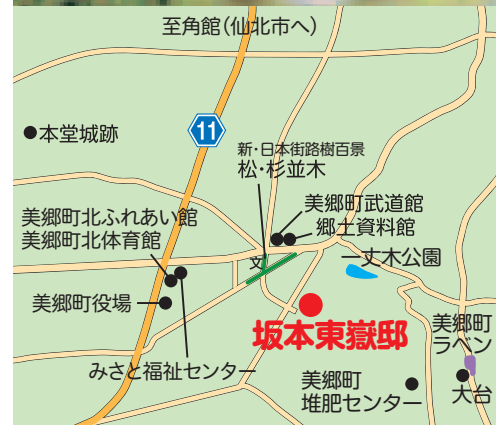 至角館(仙北市へ)
本堂城跡
11
新・日本街路樹百景
松・杉並木
美郷町武道館
郷土資料館
美郷町北ふれあい館
美郷町北体育館
文
一丈木公園
美郷町役場
坂本東嶽邸
美郷町
ラベン
みさと福祉センター
美郷町
堆肥センター
大台